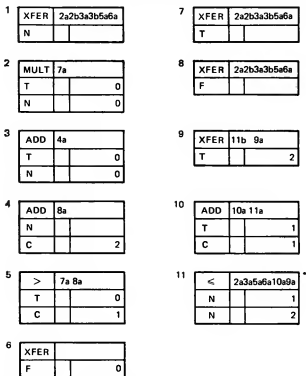 1 XFER 2a2b3a3b5a6a
N
2 MULT 7a
T 0
N 0
3 ADD 4a
T 0
N 0
4 ADD 8a
N
C 2
5 > 7a 8a
T 0
C 1
6 XFER
F 0
7 XFER 2a2b3a3b5a6a
T
8 XFER 2a2b3a3b5a6a
F
9 XFER 11b 9a
T 2
10 ADD 10a 11a
T 1
C 1
11 ⩽ 2a3a5a6a10a9a *
N 1
N 2